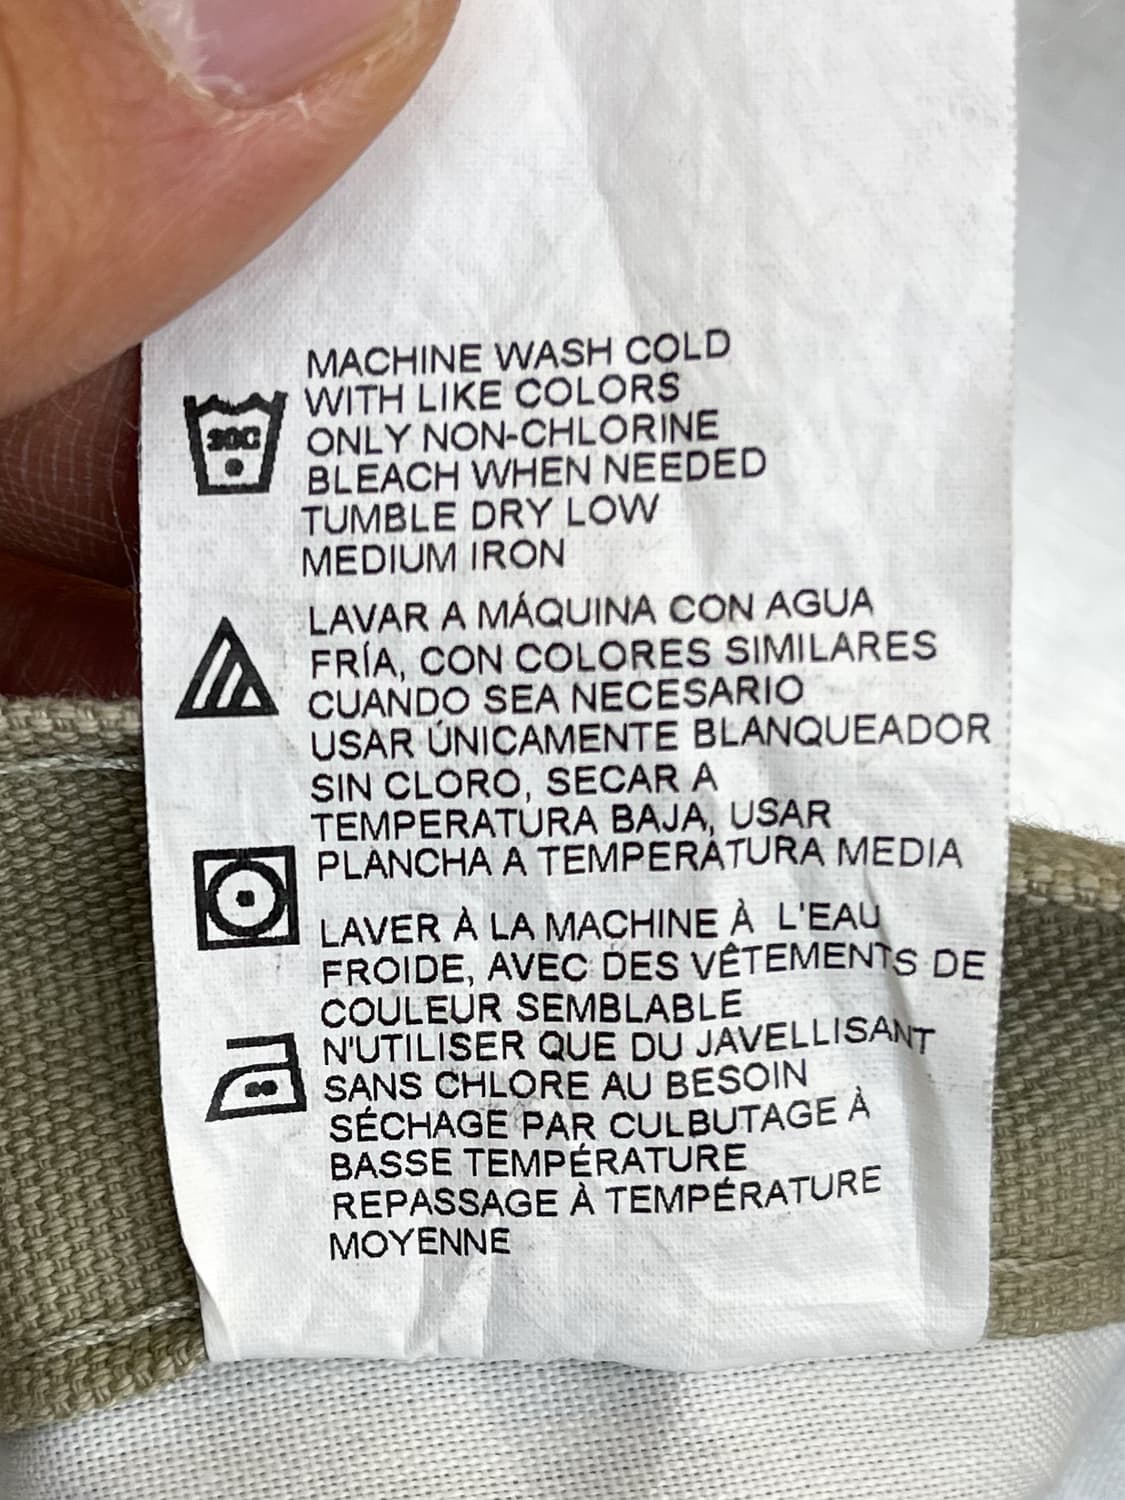 MACHINE WASH COLD
WITH LIKE COLORS
ONLY NON-CHLORINE
BLEACH WHEN NEEDED
TUMBLE DRY LOW
MEDIUM IRON
30C
LAVAR A MÁQUINA CON AGUA
FRÍA, CON COLORES SIMILARES
CUANDO SEA NECESARIO
USAR ÚNICAMENTE BLANQUEADOR
SIN CLORO, SECAR A
TEMPERATURA BAJA, USAR
PLANCHA A TEMPERATURA MEDIA
LAVER À LA MACHINE À L'EAU
FROIDE, AVEC DES VÊTEMENTS DE
COULEUR SEMBLABLE
N'UTILISER QUE DU JAVELLISANT
SANS CHLORE AU BESOIN
SÉCHAGE PAR CULBUTAGE À
BASSE TEMPÉRATURE
REPASSAGE À TEMPÉRATURE
MOYENNE